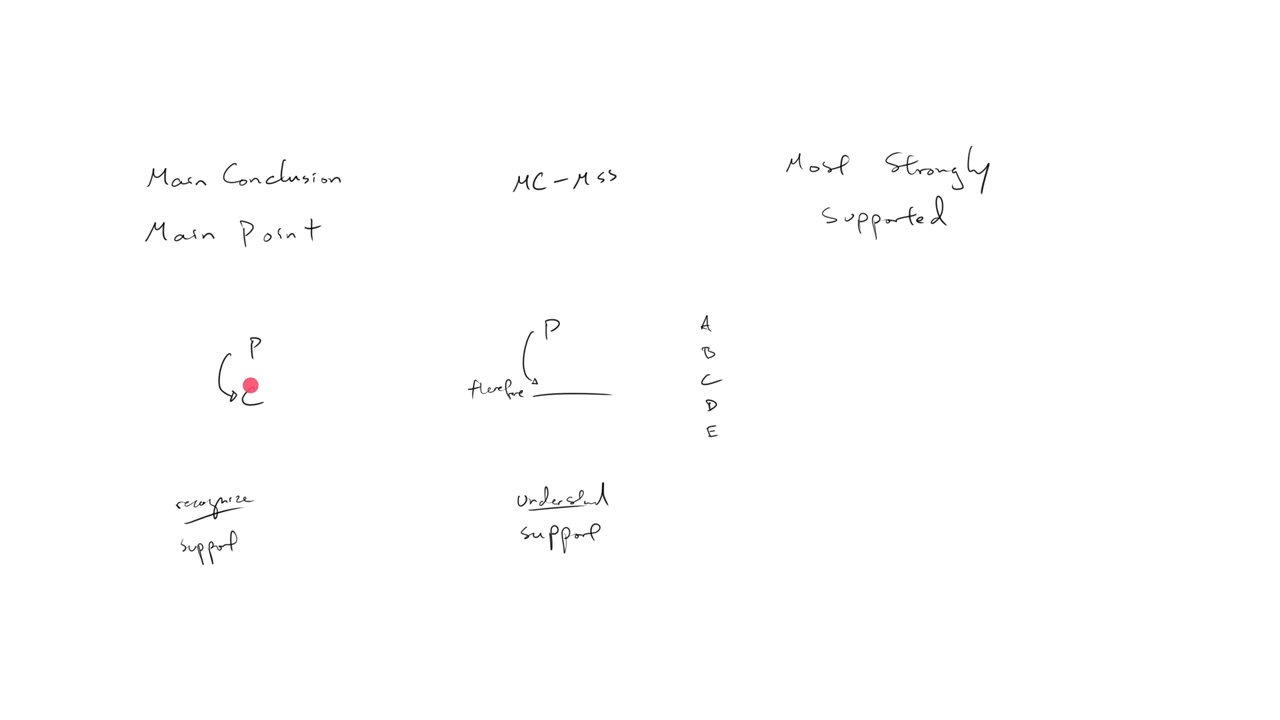 Main Conclusion
Main Point
MC - MSS
Most Strongly
Supported
P
C
P
therefore
A
B
C
D
E
recognize
support
understand
support